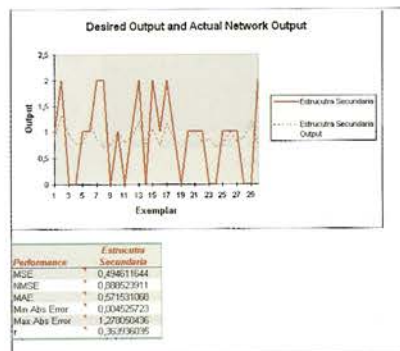 Desired Output and Actual Network Output
2,5
2
1,5
1
0,5
0
Output
1 3 5 7 9 11 13 15 17 19 21 23 25 27 29
Exemplar
Estrucutra Secundaria
Estrucutra Secundaria Output
Performance Estrucutra Secundaria
MSE 0,494611644
NMSE 0,888523911
MAE 0,571531068
Min Abs Error 0,004525723
Max Abs Error 1,278050436
r 0,363936035